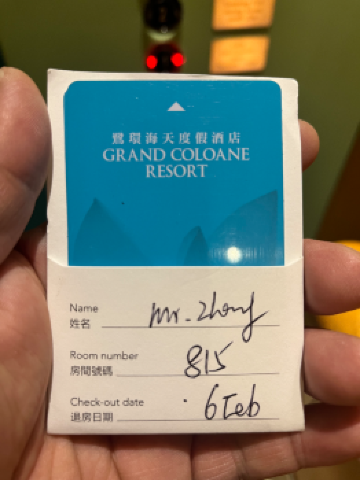 鷺環海天度假酒店
GRAND COLOANE
RESORT
Name
姓名 Mr. Zhong
Room number
房間號碼 815
Check-out date
退房日期 6 Feb